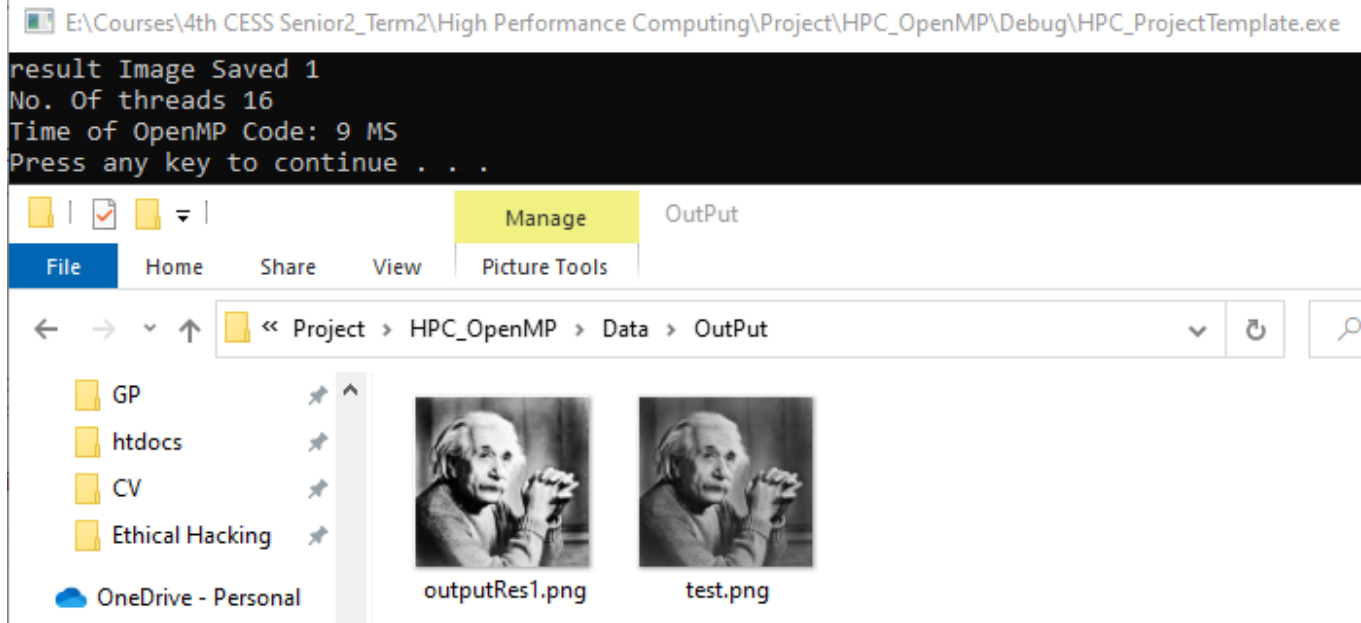 E:\Courses\4th CESS Senior2_Term2\High Performance Computing\Project\HPC_OpenMP\Debug\HPC_ProjectTemplate.exe
result Image Saved 1
No. Of threads 16
Time of OpenMP Code: 9 MS
Press any key to continue . . .
Manage OutPut
File Home Share View Picture Tools
« Project > HPC_OpenMP > Data > OutPut
GP
htdocs
CV
Ethical Hacking
OneDrive - Personal
outputRes1.png test.png